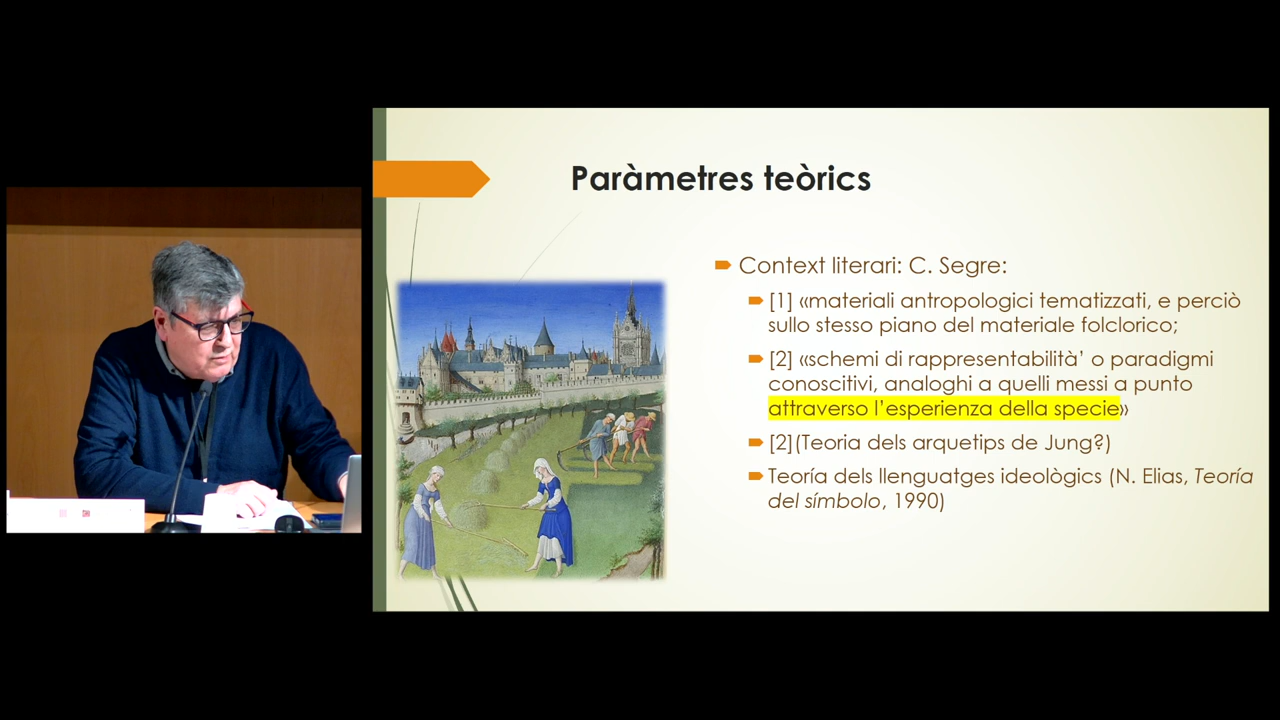 Paràmetres teòrics
Context literari: C. Segre:
[1] «materiali antropologici tematizzati, e perciò
sullo stesso piano del materiale folclorico;
[2] «schemi di rappresentabilità’ o paradigmi
conoscitivi, analoghi a quelli messi a punto
attraverso l’esperienza della specie»
[2](Teoria dels arquetips de Jung?)
Teoría dels llenguatges ideològics (N. Elias, Teoría
del símbolo, 1990)